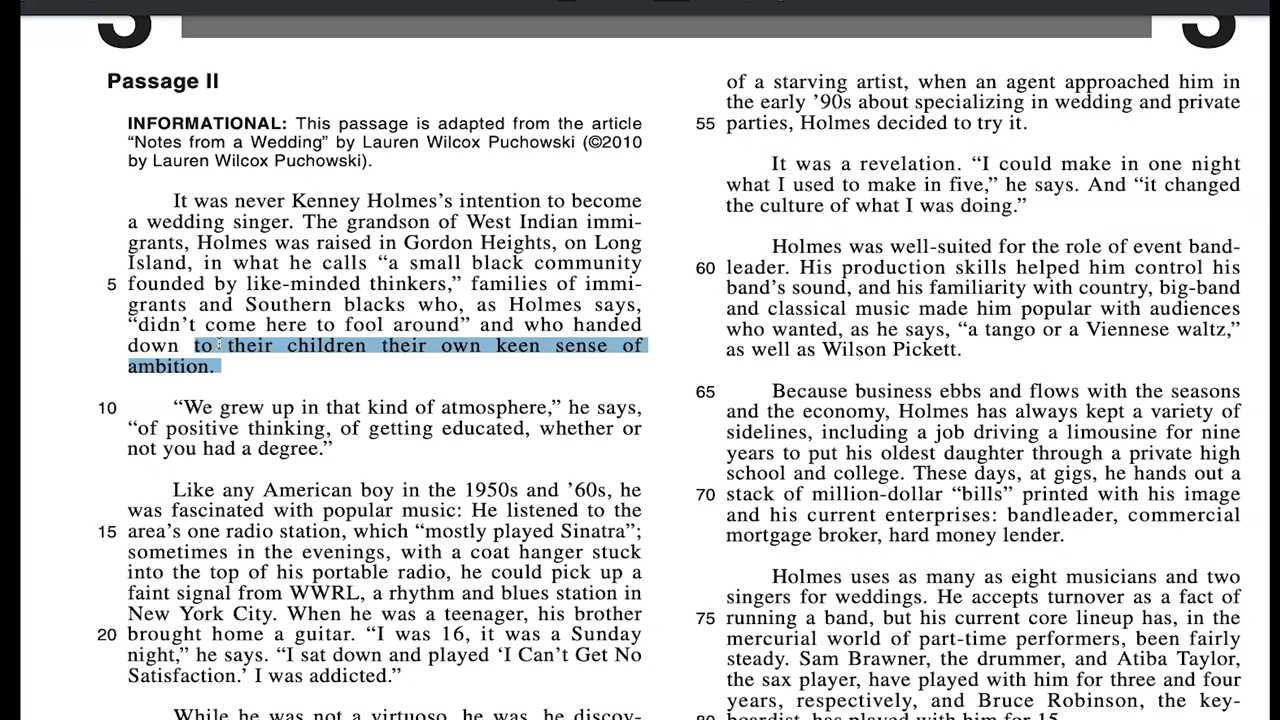 Passage II
INFORMATIONAL: This passage is adapted from the article
“Notes from a Wedding” by Lauren Wilcox Puchowski (©2010
by Lauren Wilcox Puchowski).
It was never Kenney Holmes’s intention to become
a wedding singer. The grandson of West Indian immi-
grants, Holmes was raised in Gordon Heights, on Long
Island, in what he calls “a small black community
5 founded by like-minded thinkers,” families of immi-
grants and Southern blacks who, as Holmes says,
“didn’t come here to fool around” and who handed
down to their children their own keen sense of
ambition.
10 “We grew up in that kind of atmosphere,” he says,
“of positive thinking, of getting educated, whether or
not you had a degree.”
Like any American boy in the 1950s and ’60s, he
was fascinated with popular music: He listened to the
15 area’s one radio station, which “mostly played Sinatra”;
sometimes in the evenings, with a coat hanger stuck
into the top of his portable radio, he could pick up a
faint signal from WWRL, a rhythm and blues station in
New York City. When he was a teenager, his brother
20 brought home a guitar. “I was 16, it was a Sunday
night,” he says. “I sat down and played ‘I Can’t Get No
Satisfaction.’ I was addicted.”
While he was not a virtuoso, he was, he discov-
of a starving artist, when an agent approached him in
the early ’90s about specializing in wedding and private
55 parties, Holmes decided to try it.
It was a revelation. “I could make in one night
what I used to make in five,” he says. And “it changed
the culture of what I was doing.”
Holmes was well-suited for the role of event band-
60 leader. His production skills helped him control his
band’s sound, and his familiarity with country, big-band
and classical music made him popular with audiences
who wanted, as he says, “a tango or a Viennese waltz,”
as well as Wilson Pickett.
65 Because business ebbs and flows with the seasons
and the economy, Holmes has always kept a variety of
sidelines, including a job driving a limousine for nine
years to put his oldest daughter through a private high
school and college. These days, at gigs, he hands out a
70 stack of million-dollar “bills” printed with his image
and his current enterprises: bandleader, commercial
mortgage broker, hard money lender.
Holmes uses as many as eight musicians and two
singers for weddings. He accepts turnover as a fact of
75 running a band, but his current core lineup has, in the
mercurial world of part-time performers, been fairly
steady. Sam Brawner, the drummer, and Atiba Taylor,
the sax player, have played with him for three and four
years, respectively, and Bruce Robinson, the key-
80 boardist, has played with him for 15.